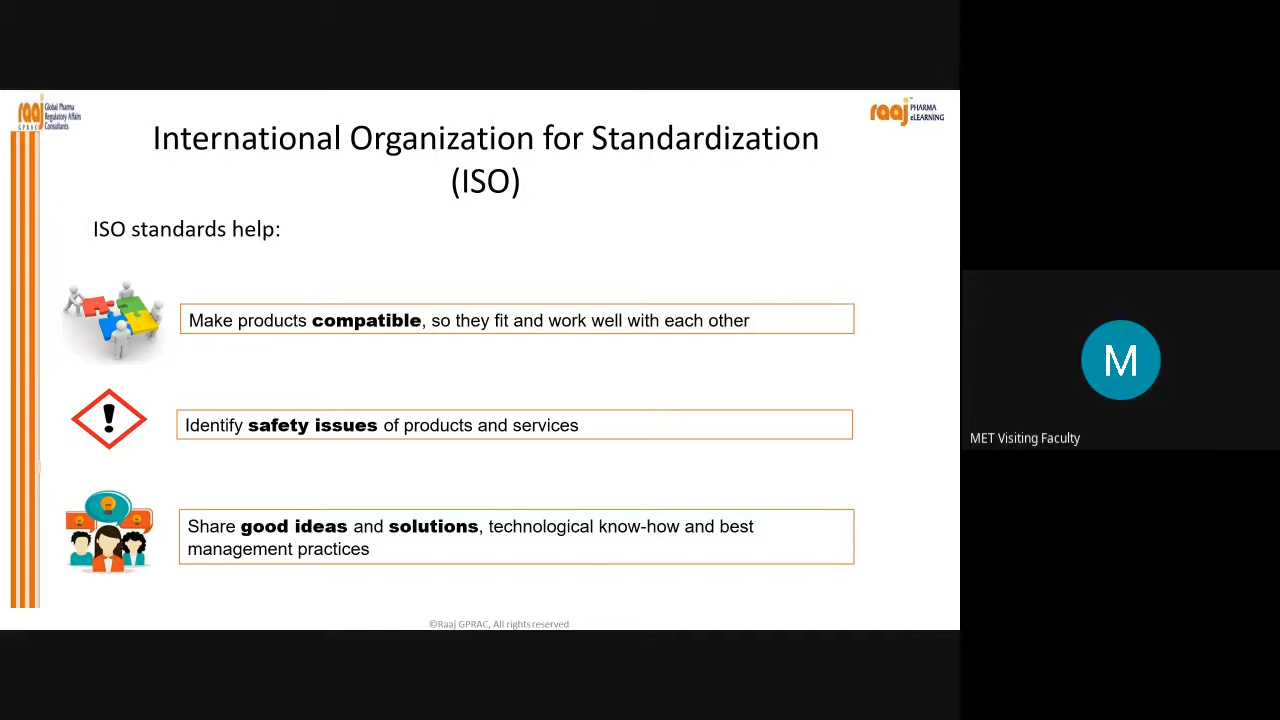 raaj
GPRAC
Global Pharma
Regulatory Affairs
Consultants
raaj
PHARMA
eLEARNING
International Organization for Standardization
(ISO)
ISO standards help:
Make products compatible, so they fit and work well with each other
!
Identify safety issues of products and services
Share good ideas and solutions, technological know-how and best
management practices
©Raaj GPRAC, All rights reserved
M
MET Visiting Faculty